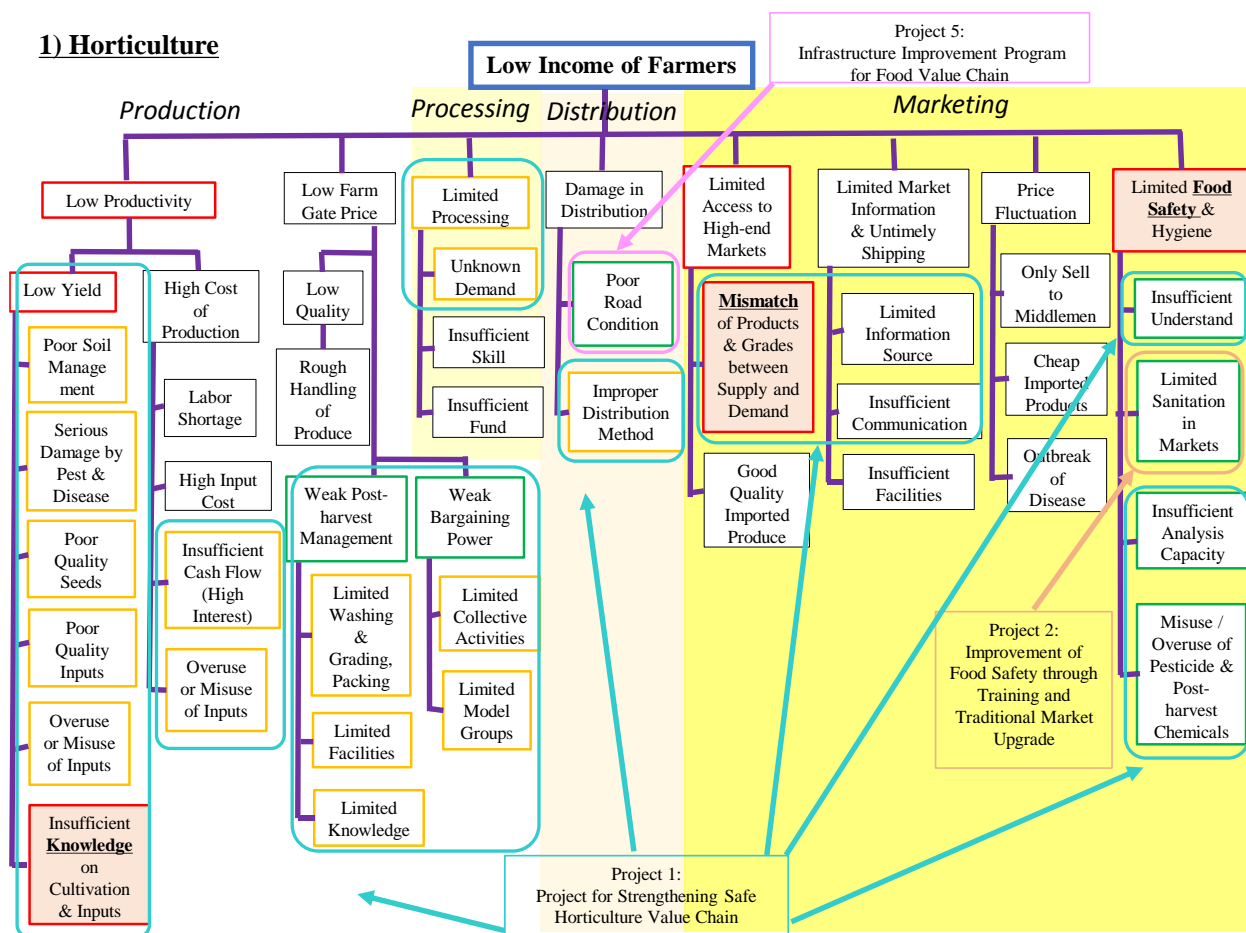 1) Horticulture
Project 5:
Infrastructure Improvement Program
for Food Value Chain
Low Income of Farmers
Production
Processing
Distribution
Marketing
Low Productivity
Low Farm
Gate Price
Limited
Processing
Damage in
Distribution
Limited
Access to
High-end
Markets
Limited Market
Information
& Untimely
Shipping
Price
Fluctuation
Limited Food
Safety &
Hygiene
Low Yield
Poor Soil
Manage
ment
Serious
Damage by
Pest &
Disease
Poor
Quality
Seeds
Poor
Quality
Inputs
Overuse
or Misuse
of Inputs
Insufficient
Knowledge
on
Cultivation
& Inputs
High Cost
of
Production
Labor
Shortage
High Input
Cost
Insufficient
Cash Flow
(High
Interest)
Overuse or
Misuse of
Inputs
Low
Quality
Rough
Handling
of
Produce
Weak Post-
harvest
Management
Limited
Washing
&
Grading,
Packing
Limited
Facilities
Limited
Knowledge
Weak
Bargaining
Power
Limited
Collective
Activities
Limited
Model
Groups
Unknown
Demand
Insufficient
Skill
Insufficient
Fund
Poor
Road
Condition
Improper
Distribution
Method
Mismatch
of Products
& Grades
between
Supply and
Demand
Good
Quality
Imported
Produce
Limited
Information
Source
Insufficient
Communication
Insufficient
Facilities
Only Sell
to
Middlemen
Cheap
Imported
Products
Outbreak
of
Disease
Insufficient
Understand
Limited
Sanitation
in
Markets
Insufficient
Analysis
Capacity
Misuse /
Overuse of
Pesticide &
Post-
harvest
Chemicals
Project 2:
Improvement of
Food Safety through
Training and
Traditional Market
Upgrade
Project 1:
Project for Strengthening Safe
Horticulture Value Chain